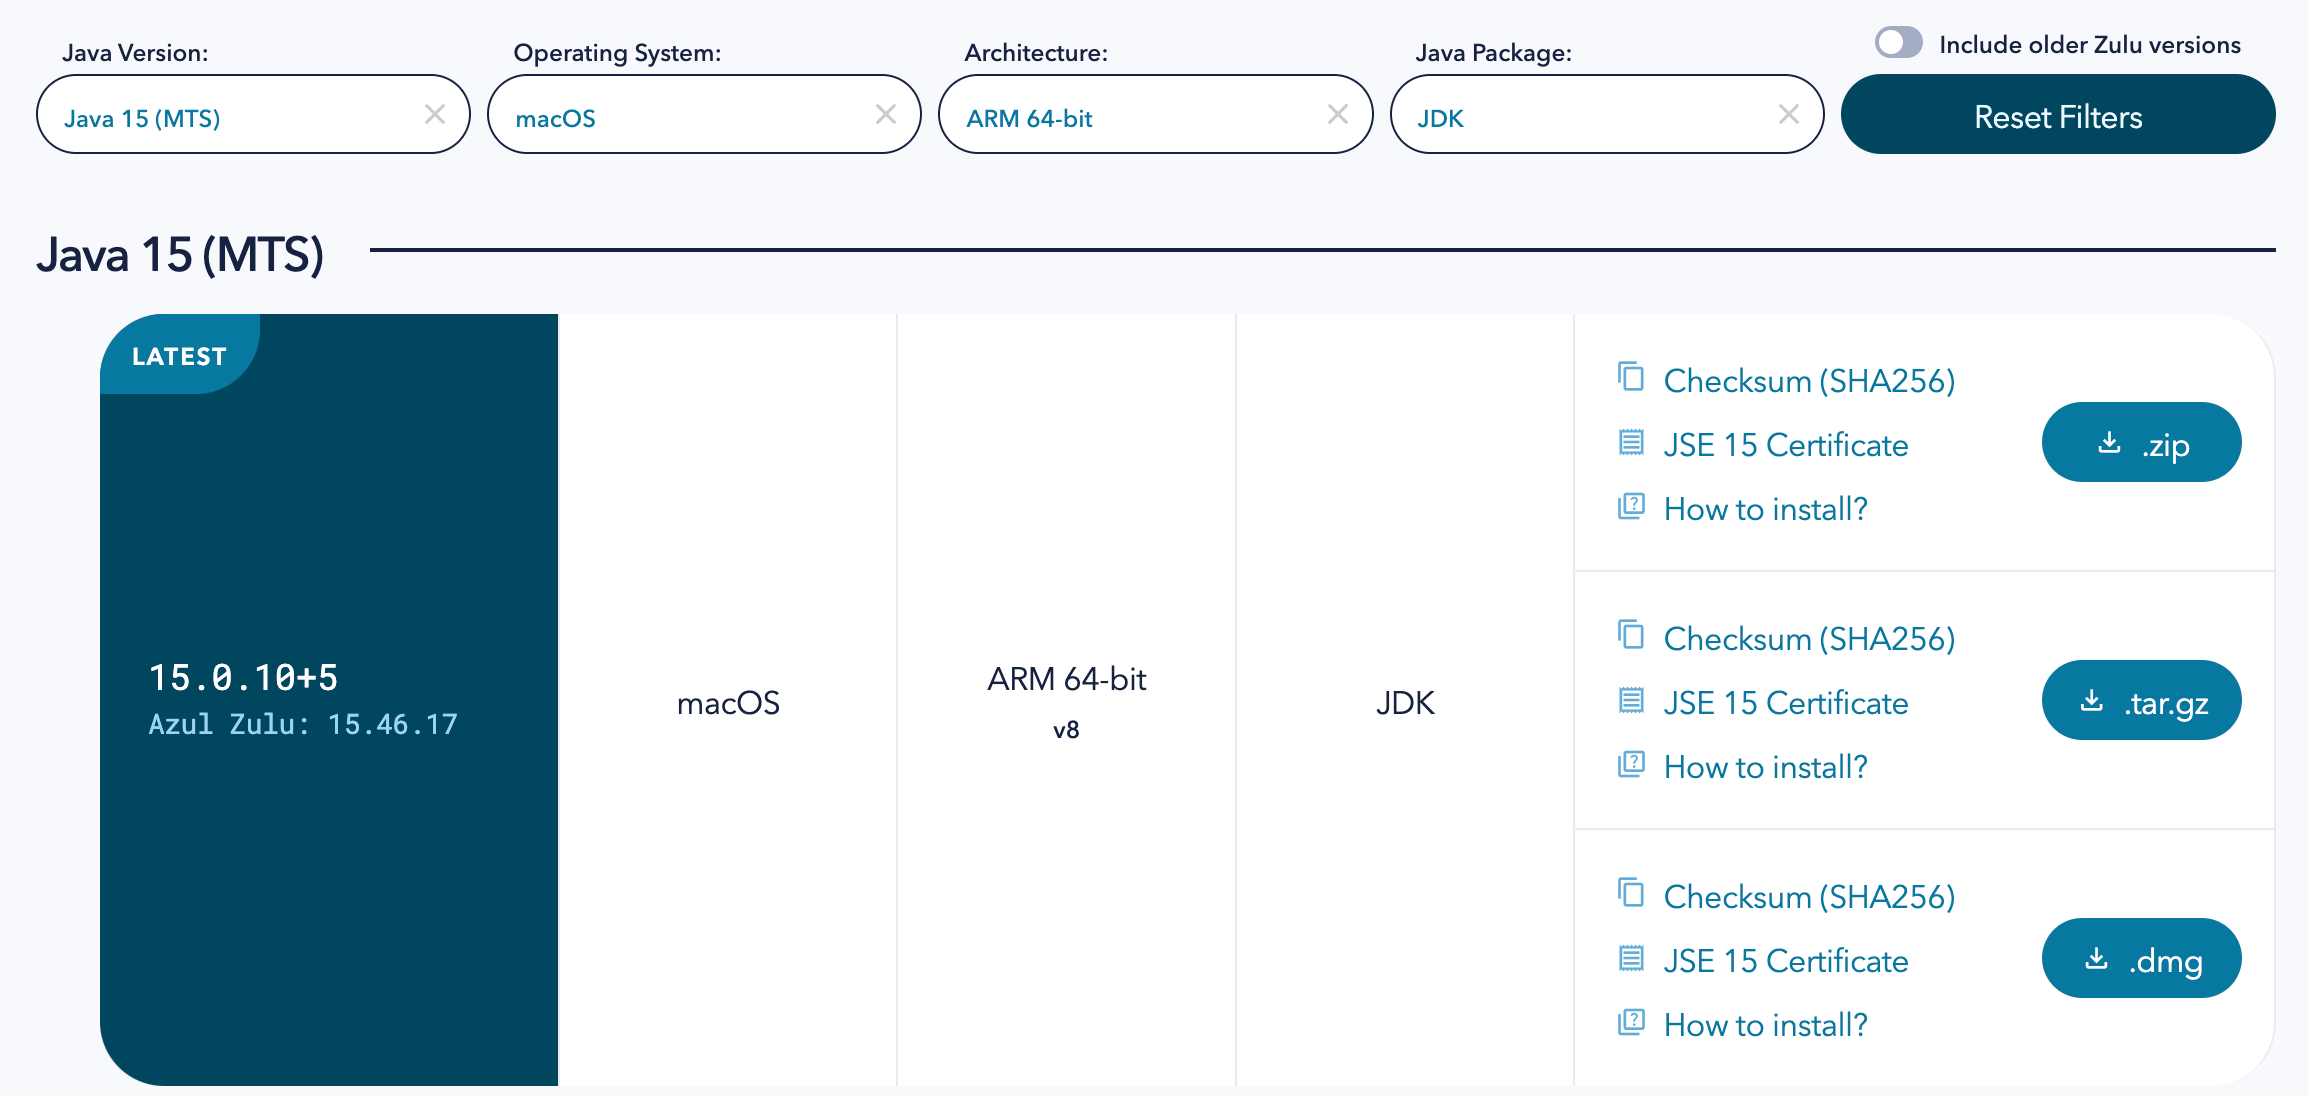 Java Version:
Operating System:
Architecture:
Java Package:
Include older Zulu versions
Java 15 (MTS)
macOS
ARM 64-bit
JDK
Reset Filters
Java 15 (MTS)
LATEST
15.0.10+5
Azul Zulu: 15.46.17
macOS
ARM 64-bit
v8
JDK
Checksum (SHA256)
JSE 15 Certificate
How to install?
.zip
Checksum (SHA256)
JSE 15 Certificate
How to install?
.tar.gz
Checksum (SHA256)
JSE 15 Certificate
How to install?
.dmg